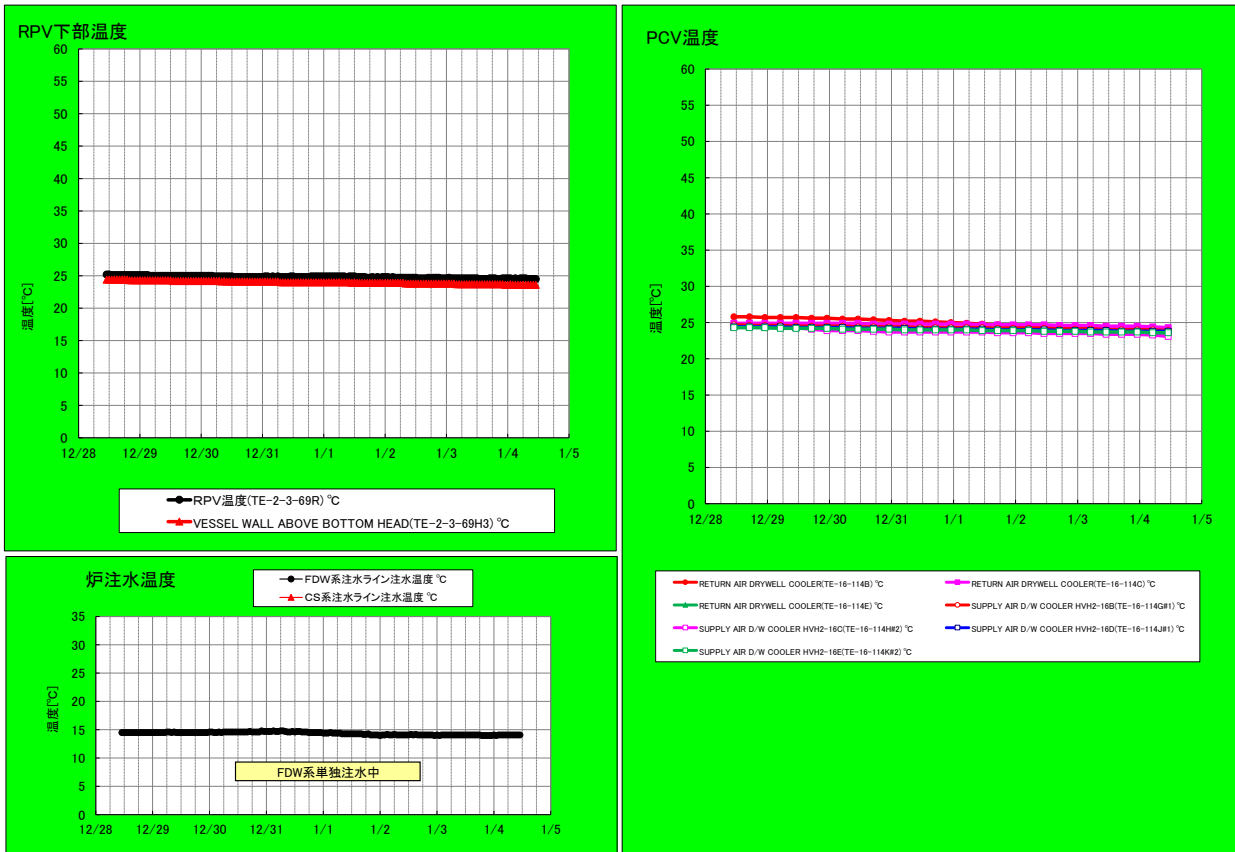 RPV下部温度
60
55
50
45
40
35
30
25
20
15
10
5
0
温度[℃]
12/28 12/29 12/30 12/31 1/1 1/2 1/3 1/4 1/5
RPV温度(TE-2-3-69R) ℃
VESSEL WALL ABOVE BOTTOM HEAD(TE-2-3-69H3) ℃
炉注水温度
FDW系注水ライン注水温度 ℃
CS系注水ライン注水温度 ℃
35
30
25
20
15
10
5
0
温度[℃]
FDW系単独注水中
12/28 12/29 12/30 12/31 1/1 1/2 1/3 1/4 1/5
PCV温度
60
55
50
45
40
35
30
25
20
15
10
5
0
温度[℃]
12/28 12/29 12/30 12/31 1/1 1/2 1/3 1/4 1/5
RETURN AIR DRYWELL COOLER(TE-16-114B) ℃
RETURN AIR DRYWELL COOLER(TE-16-114C) ℃
RETURN AIR DRYWELL COOLER(TE-16-114E) ℃
SUPPLY AIR D/W COOLER HVH2-16B(TE-16-114G#1) ℃
SUPPLY AIR D/W COOLER HVH2-16C(TE-16-114H#2) ℃
SUPPLY AIR D/W COOLER HVH2-16D(TE-16-114J#1) ℃
SUPPLY AIR D/W COOLER HVH2-16E(TE-16-114K#2) ℃